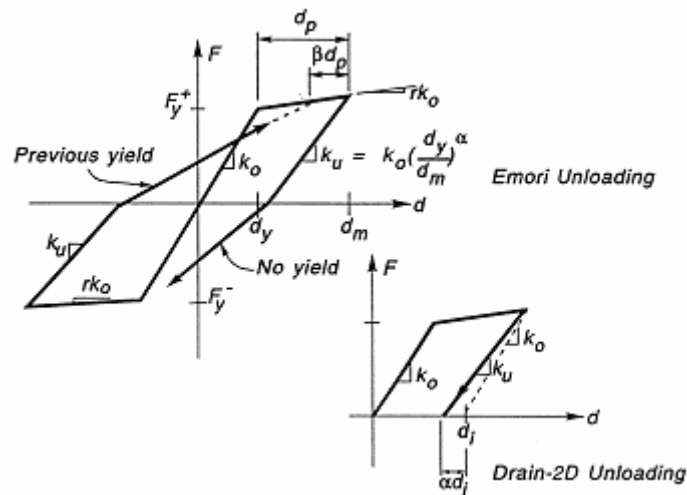 d_p
βd_p
F
F_y^+
rk_o
Previous yield
k_o
k_u = k_o(d_y/d_m)^α
Emori Unloading
d
d_y
d_m
k_u
No yield
rk_o
F_y^-
F
k_o
k_o
k_u
d
d_i
αd_i
Drain-2D Unloading